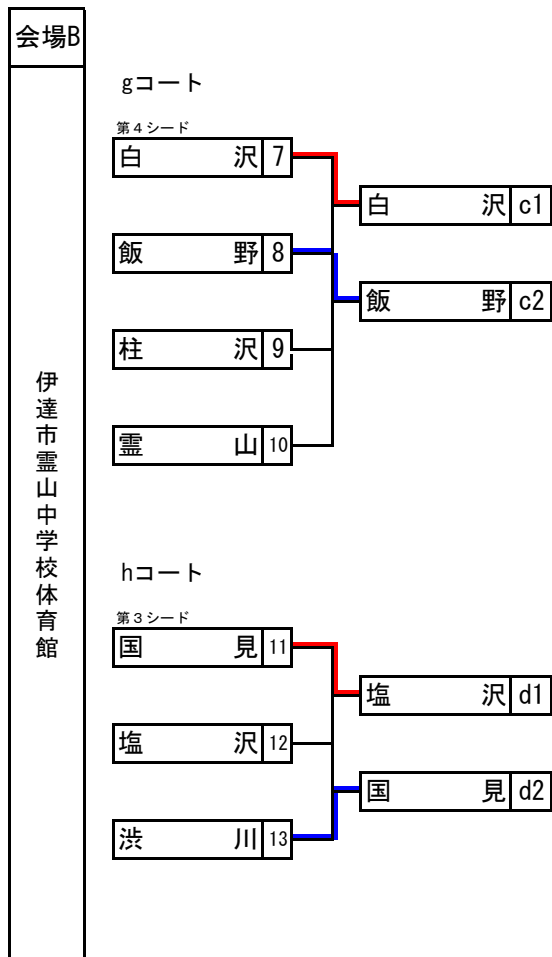 会場B
伊達市霊山中学校体育館
gコート
第4シード
白沢 7
飯野 8
柱沢 9
霊山 10
白沢 c1
飯野 c2
hコート
第3シード
国見 11
塩沢 12
渋川 13
塩沢 d1
国見 d2